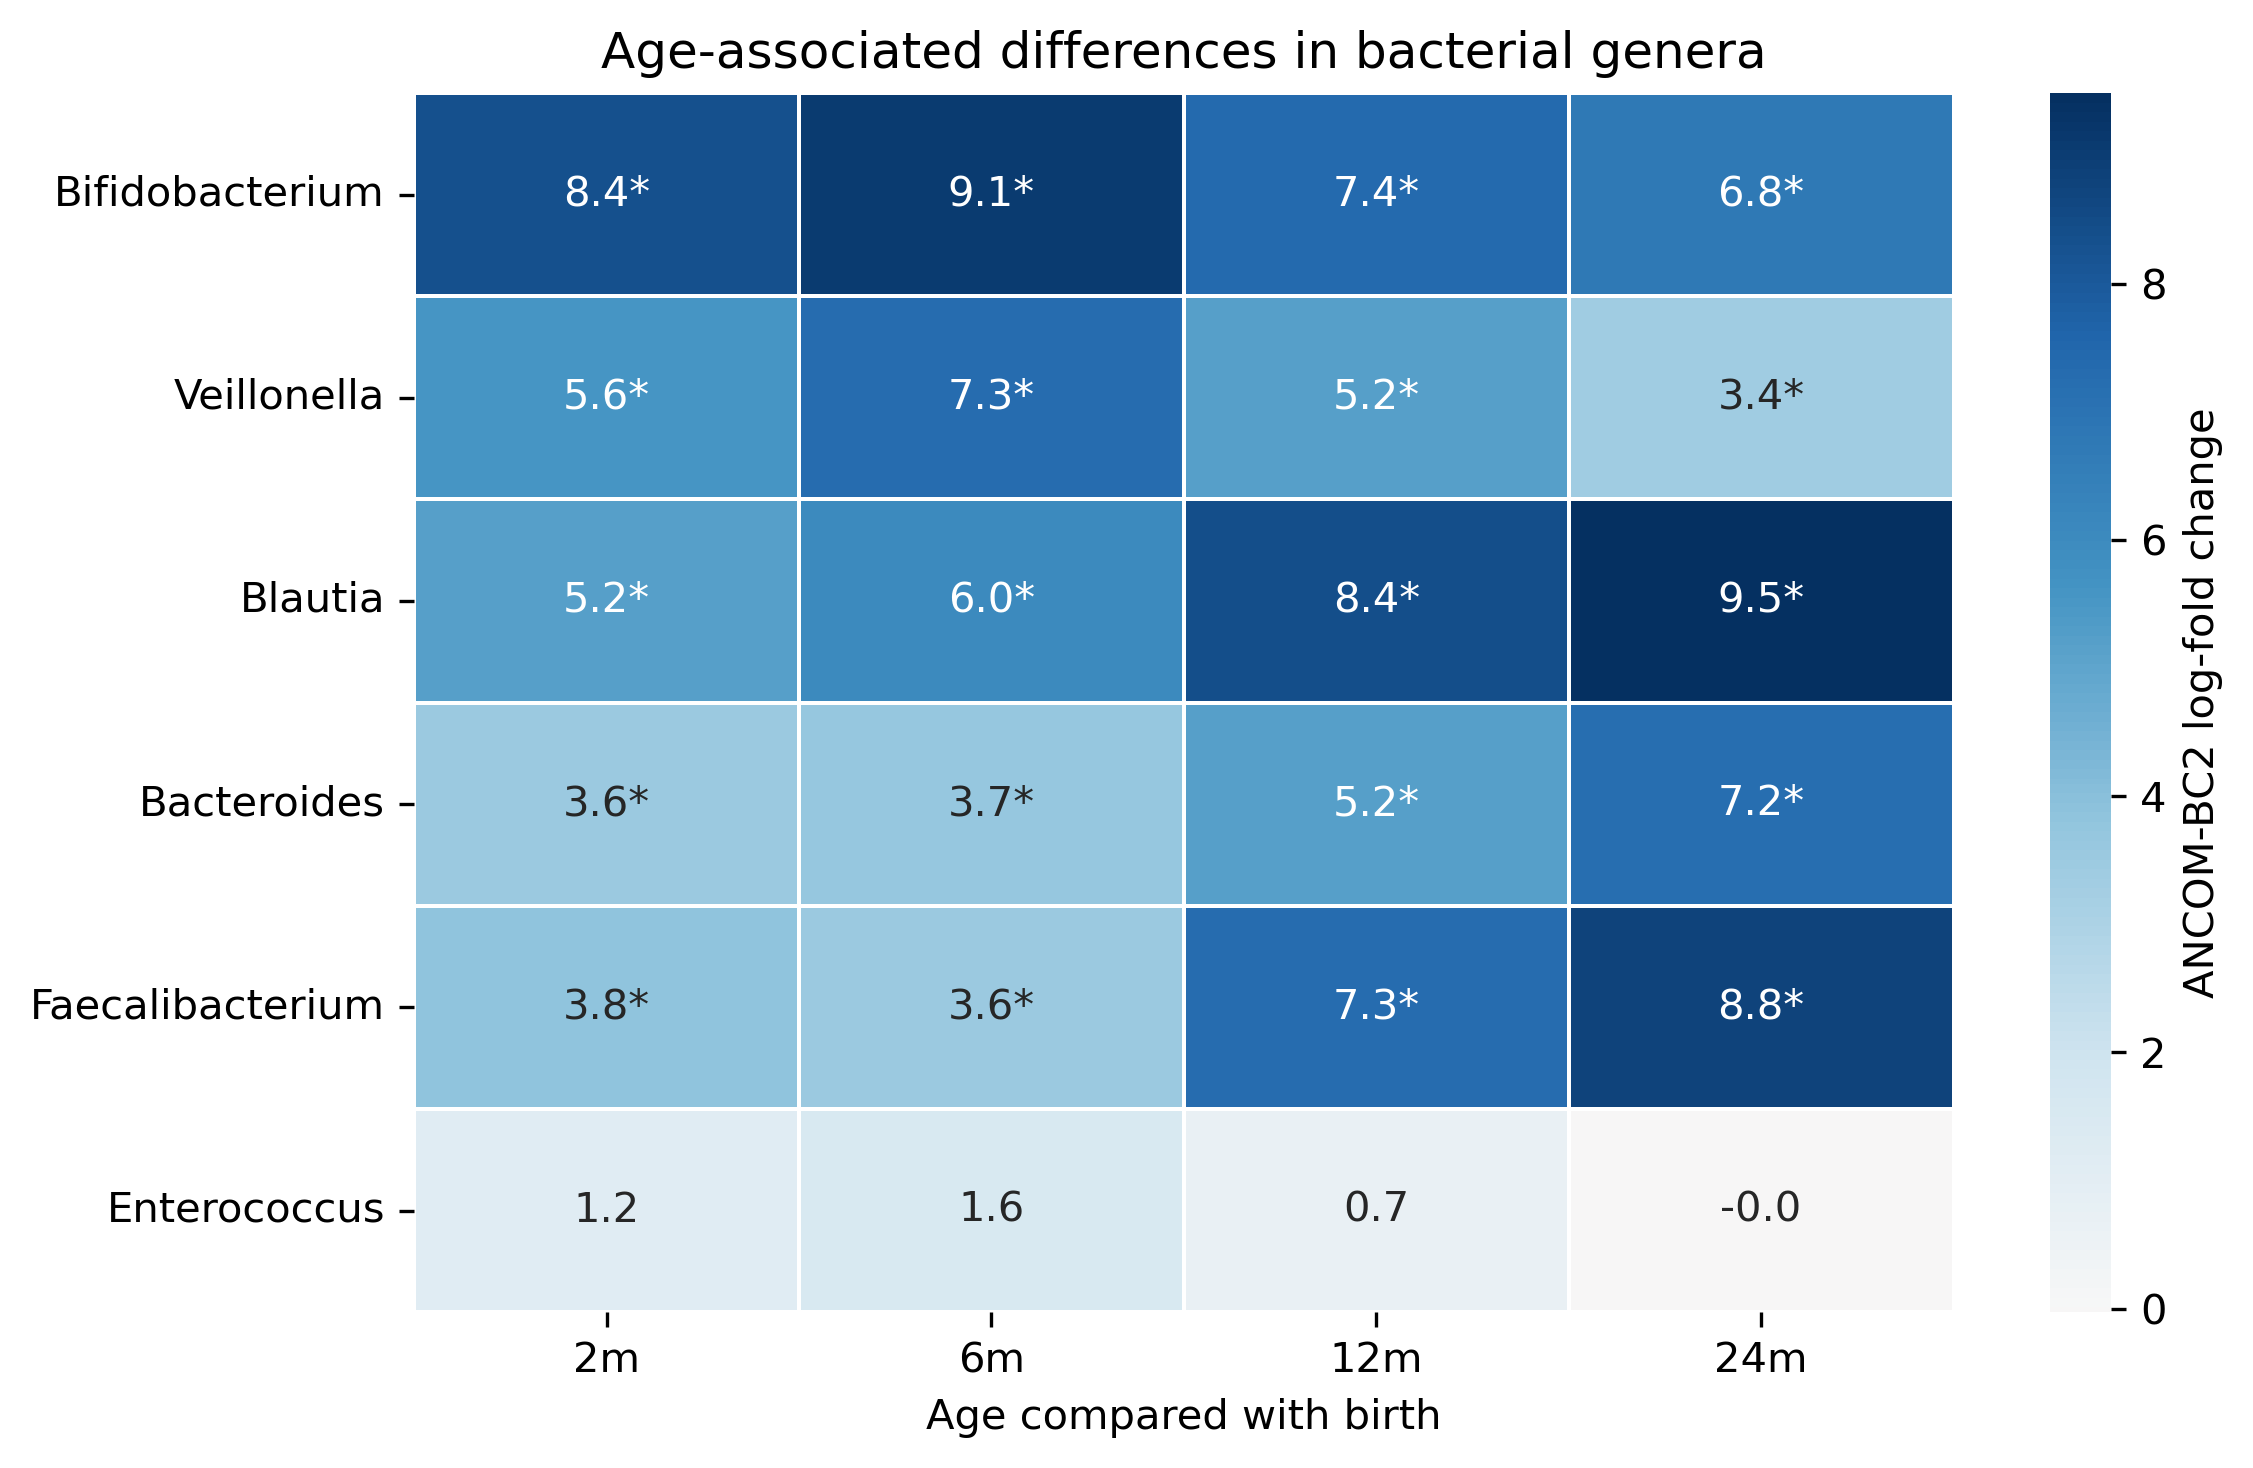 Age-associated differences in bacterial genera
Bifidobacterium 8.4* 9.1* 7.4* 6.8*
Veillonella 5.6* 7.3* 5.2* 3.4*
Blautia 5.2* 6.0* 8.4* 9.5*
Bacteroides 3.6* 3.7* 5.2* 7.2*
Faecalibacterium 3.8* 3.6* 7.3* 8.8*
Enterococcus 1.2 1.6 0.7 -0.0
2m 6m 12m 24m
Age compared with birth
8
6
4
2
0
ANCOM-BC2 log-fold change